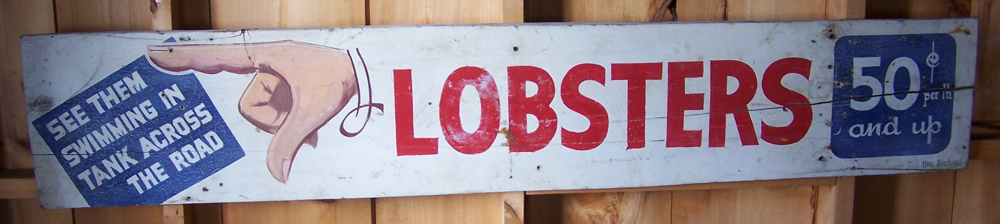 SEE THEM
SWIMMING IN
TANK ACROSS
THE ROAD
LOBSTERS
50¢
per lb.
and up